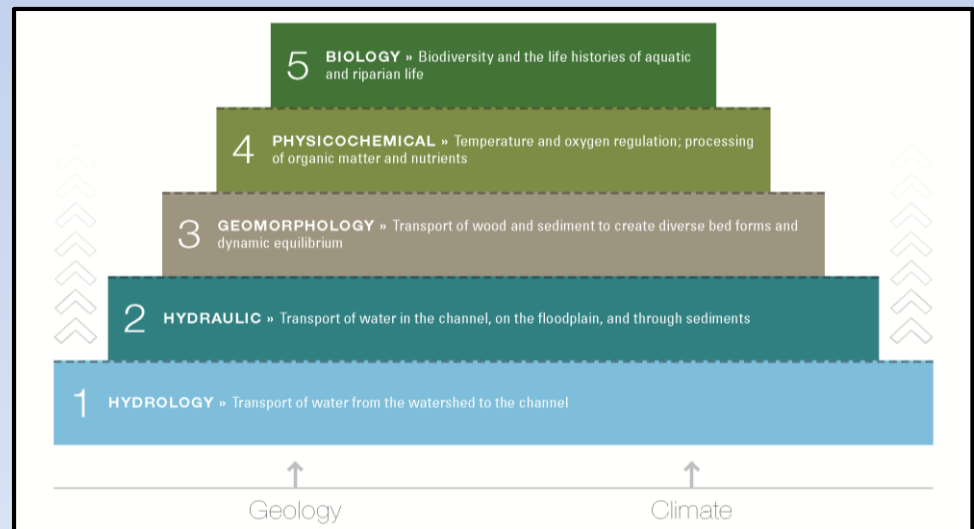 5 BIOLOGY » Biodiversity and the life histories of aquatic
and riparian life
4 PHYSICOCHEMICAL » Temperature and oxygen regulation; processing
of organic matter and nutrients
3 GEOMORPHOLOGY » Transport of wood and sediment to create diverse bed forms and
dynamic equilibrium
2 HYDRAULIC » Transport of water in the channel, on the floodplain, and through sediments
1 HYDROLOGY » Transport of water from the watershed to the channel
Geology Climate